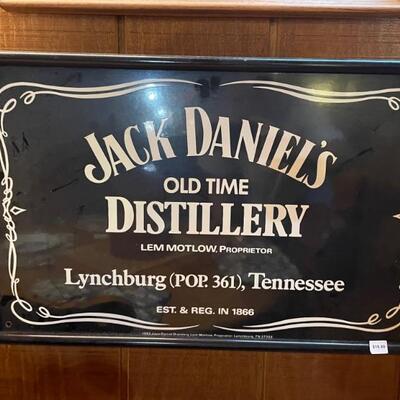 JACK DANIEL'S
OLD TIME
DISTILLERY
LEM MOTLOW, PROPRIETOR
Lynchburg (POP. 361), Tennessee
EST. & REG. IN 1866